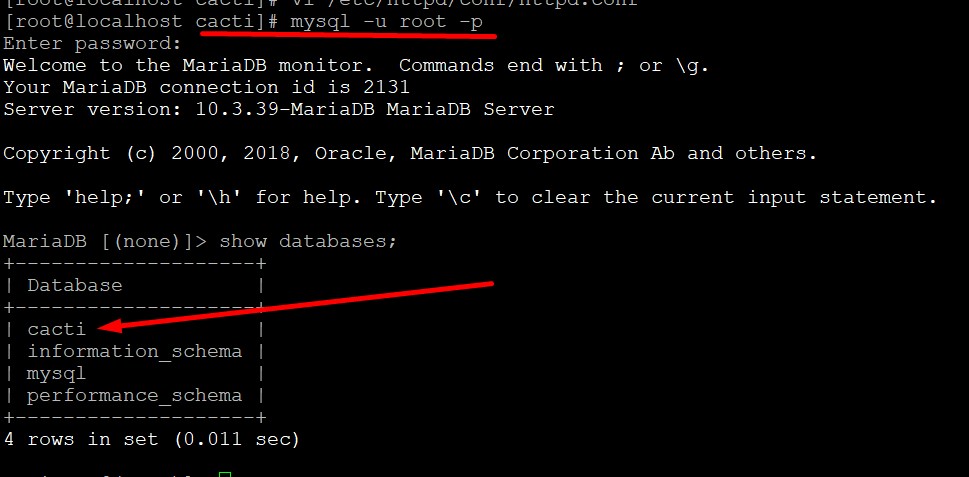 [root@localhost cacti]# vi /etc/httpd/conf/httpd.conf
[root@localhost cacti]# mysql -u root -p
Enter password:
Welcome to the MariaDB monitor.  Commands end with ; or \g.
Your MariaDB connection id is 2131
Server version: 10.3.39-MariaDB MariaDB Server
Copyright (c) 2000, 2018, Oracle, MariaDB Corporation Ab and others.
Type 'help;' or '\h' for help. Type '\c' to clear the current input statement.
MariaDB [(none)]> show databases;
+--------------------+
| Database           |
+--------------------+
| cacti              |
| information_schema |
| mysql              |
| performance_schema |
+--------------------+
4 rows in set (0.011 sec)